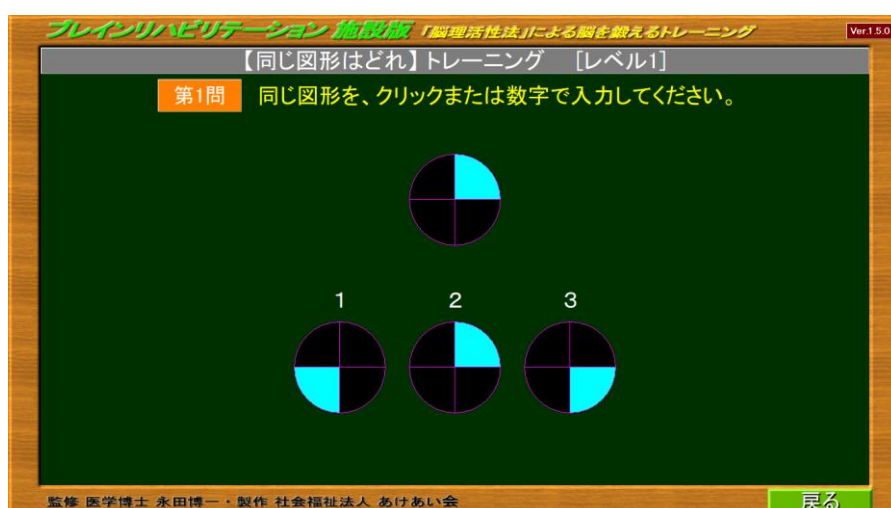 ブレインリハビリテーション 施設版 「脳理活性法」による脳を鍛えるトレーニング
Ver.1.5.0
【同じ図形はどれ】トレーニング [レベル1]
第1問 同じ図形を、クリックまたは数字で入力してください。
1 2 3
監修 医学博士 永田博一・製作 社会福祉法人 あけあい会
戻る